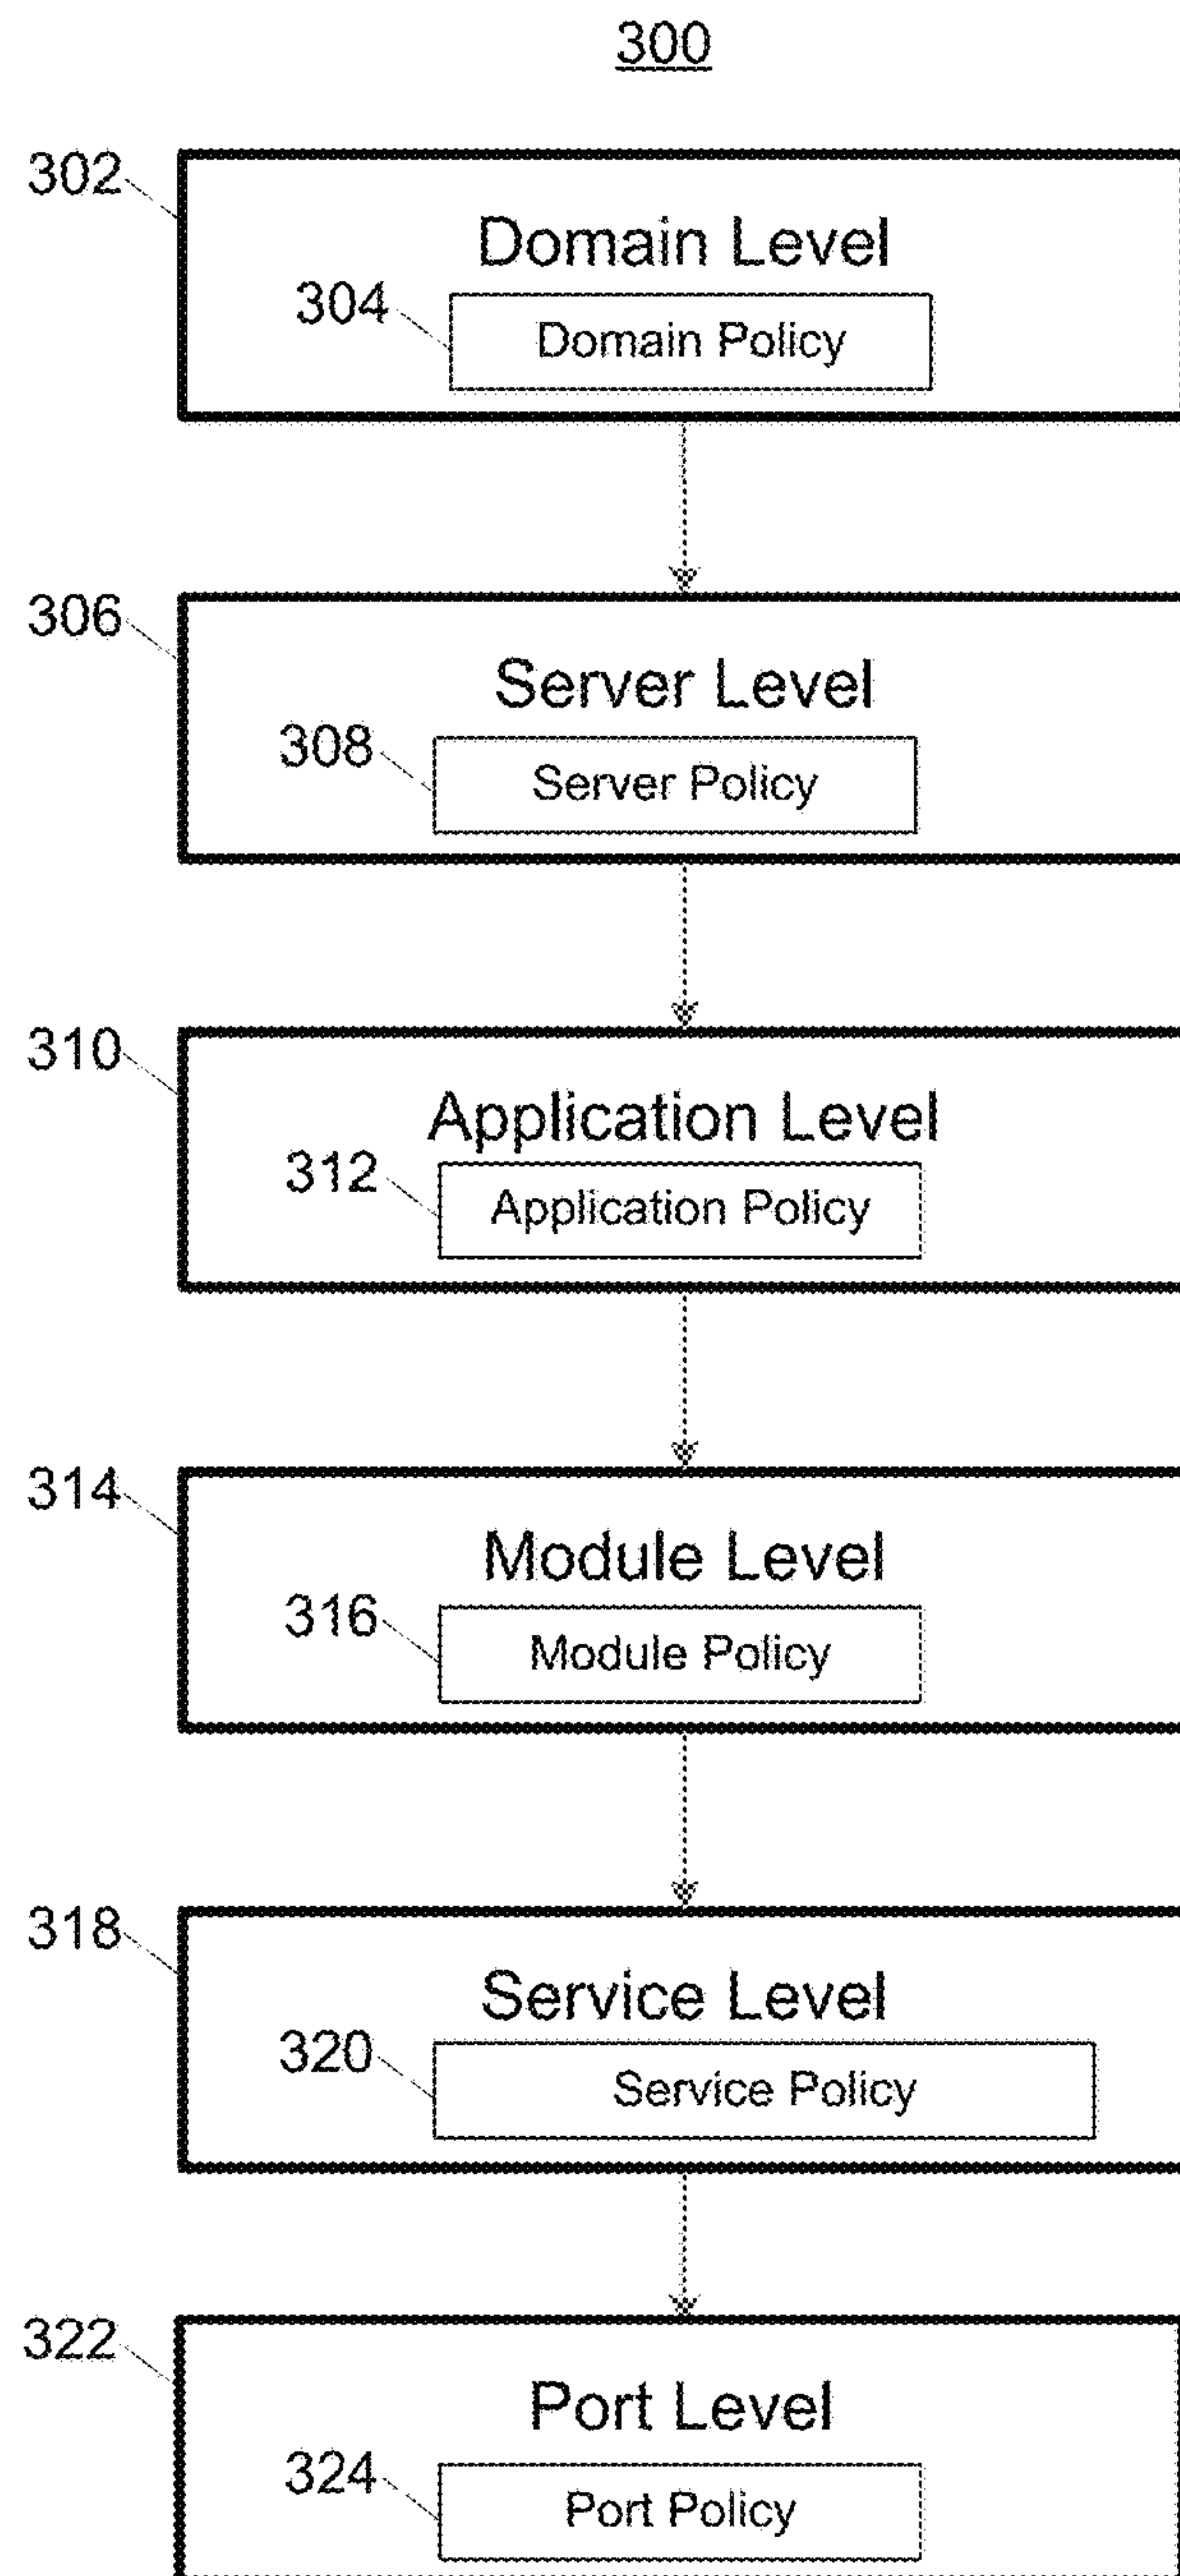 300
302
Domain Level
304
Domain Policy
306
Server Level
308
Server Policy
310
Application Level
312
Application Policy
314
Module Level
316
Module Policy
318
Service Level
320
Service Policy
322
Port Level
324
Port Policy